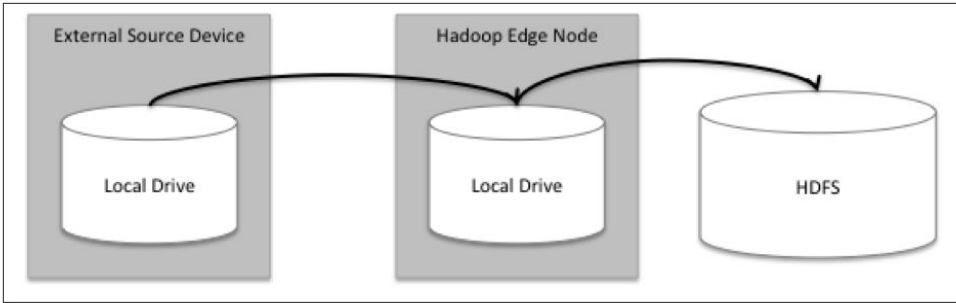 External Source Device
Hadoop Edge Node
Local Drive
Local Drive
HDFS